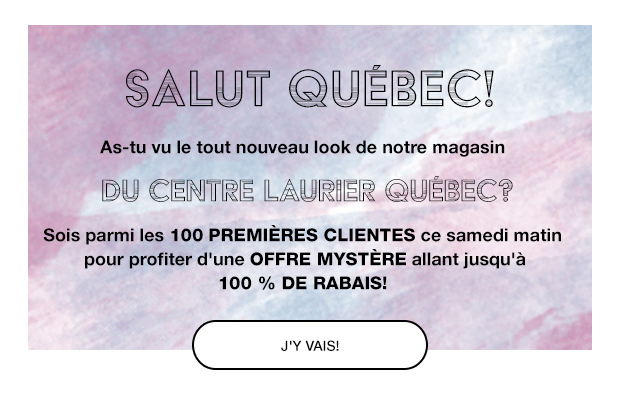 SALUT QUÉBEC!
As-tu vu le tout nouveau look de notre magasin
DU CENTRE LAURIER QUÉBEC?
Sois parmi les 100 PREMIÈRES CLIENTES ce samedi matin
pour profiter d'une OFFRE MYSTÈRE allant jusqu'à
100 % DE RABAIS!
J'Y VAIS!